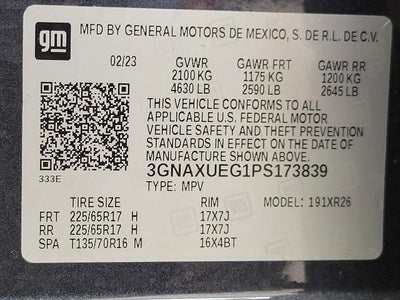 gm
MFD BY GENERAL MOTORS DE MEXICO, S. DE R.L. DE C.V.
02/23 GVWR GAWR FRT GAWR RR
2100 KG 1175 KG 1200 KG
4630 LB 2590 LB 2645 LB
THIS VEHICLE CONFORMS TO ALL
APPLICABLE U.S. FEDERAL MOTOR
VEHICLE SAFETY AND THEFT PREVENTION
STANDARDS IN EFFECT ON THE DATE OF
MANUFACTURE SHOWN ABOVE.
333E
3GNAXUEG1PS173839
TYPE: MPV
TIRE SIZE RIM MODEL: 191XR26
FRT 225/65R17 H 17X7J
RR 225/65R17 H 17X7J
SPA T135/70R16 M 16X4BT